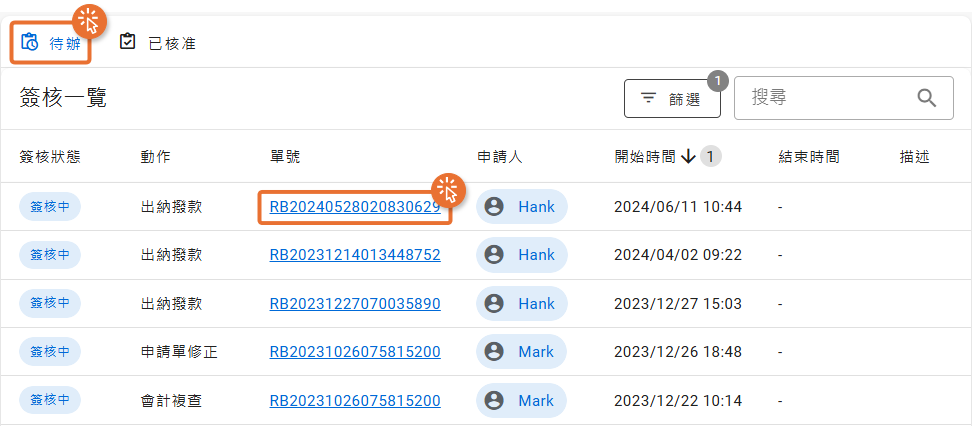 待辦 已核准
簽核一覽 篩選 1 搜尋
簽核狀態 動作 單號 申請人 開始時間 1 結束時間 描述
簽核中 出納撥款 RB20240528020830629 Hank 2024/06/11 10:44 -
簽核中 出納撥款 RB20231214013448752 Hank 2024/04/02 09:22 -
簽核中 出納撥款 RB20231227070035890 Hank 2023/12/27 15:03 -
簽核中 申請單修正 RB20231026075815200 Mark 2023/12/26 18:48 -
簽核中 會計複查 RB20231026075815200 Mark 2023/12/22 10:14 -